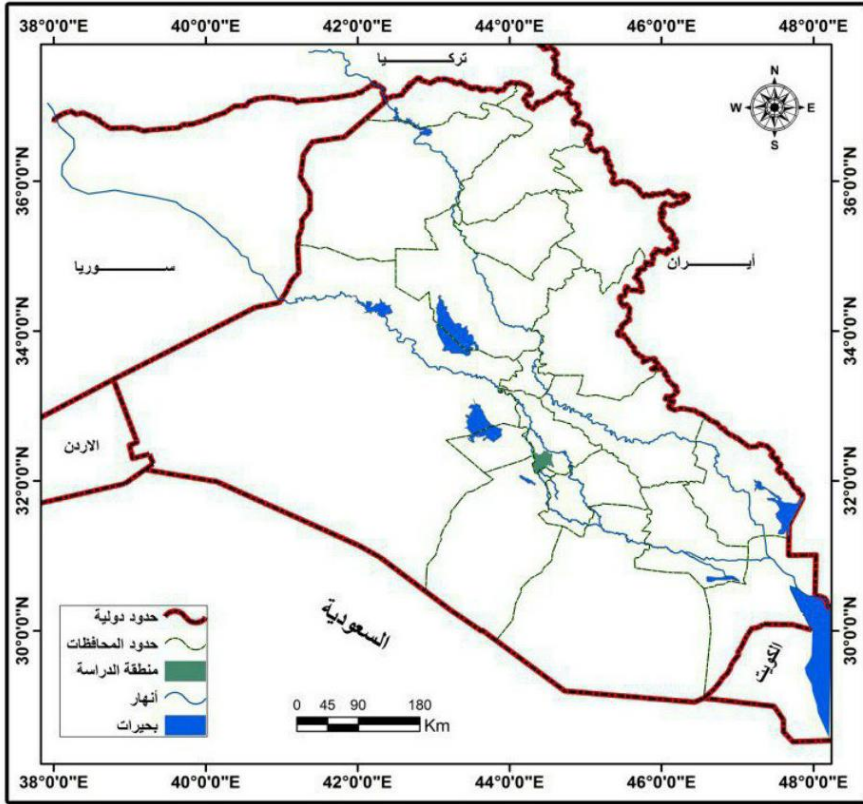 38°0'0"E 40°0'0"E 42°0'0"E 44°0'0"E 46°0'0"E 48°0'0"E
تركـــــــــيا
N
W E
S
36°0'0"N 36°0'0"N
ســــــــــوريا
أيـــــــران
34°0'0"N 34°0'0"N
الاردن
32°0'0"N 32°0'0"N
السعودية
الكويت
30°0'0"N 30°0'0"N
حدود دولية
حدود المحافظات
منطقة الدراسة
أنهار
بحيرات
0 45 90 180
Km
38°0'0"E 40°0'0"E 42°0'0"E 44°0'0"E 46°0'0"E 48°0'0"E